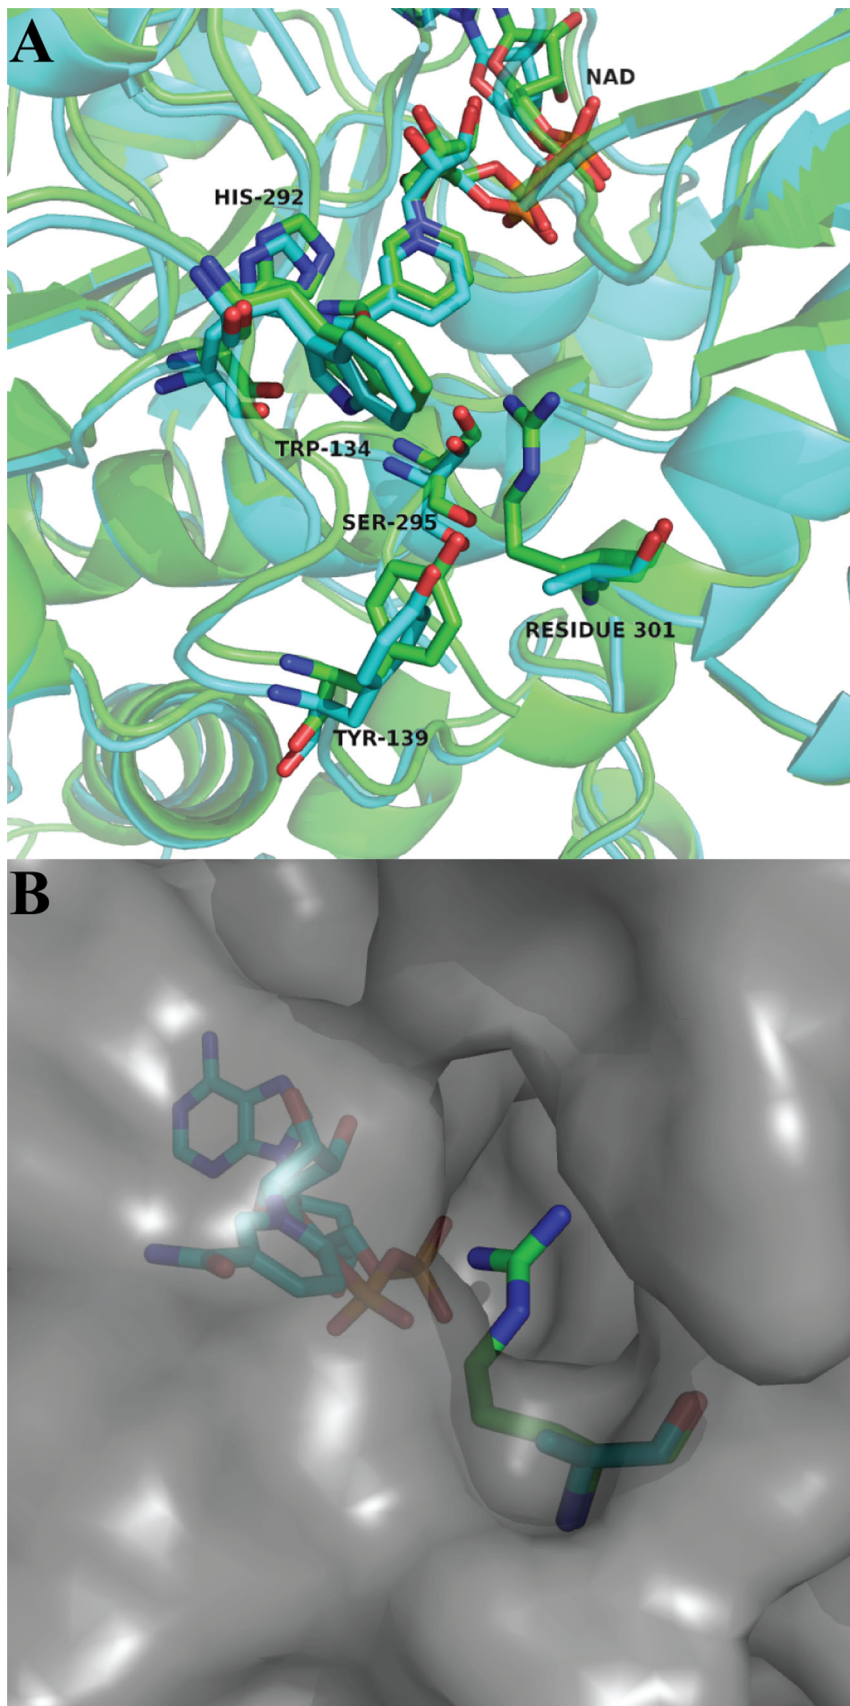 A
NAD
HIS-292
TRP-134
SER-295
RESIDUE 301
TYR-139
B